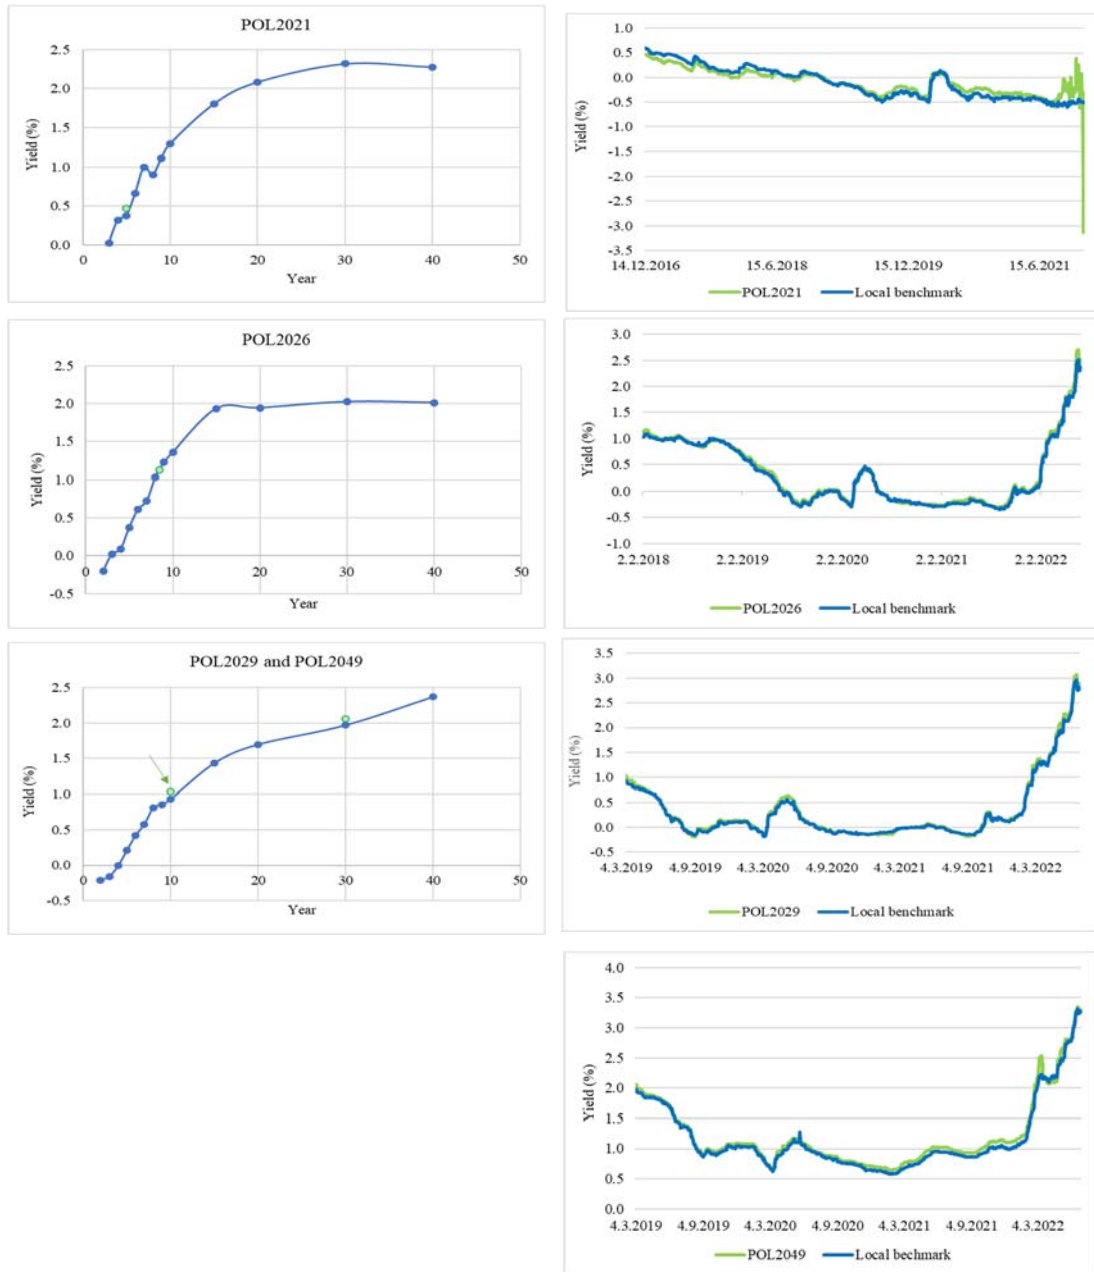 POL2021
2.5
2.0
1.5
1.0
0.5
0.0
Yield (%)
0 10 20 30 40 50
Year
1.0
0.5
0.0
-0.5
-1.0
-1.5
-2.0
-2.5
-3.0
-3.5
Yield (%)
14.12.2016 15.6.2018 15.12.2019 15.6.2021
POL2021 Local benchmark
POL2026
2.5
2.0
1.5
1.0
0.5
0.0
-0.5
Yield (%)
0 10 20 30 40 50
Year
3.0
2.5
2.0
1.5
1.0
0.5
0.0
-0.5
-1.0
Yield (%)
2.2.2018 2.2.2019 2.2.2020 2.2.2021 2.2.2022
POL2026 Local benchmark
POL2029 and POL2049
2.5
2.0
1.5
1.0
0.5
0.0
-0.5
Yield (%)
0 10 20 30 40 50
Year
3.5
3.0
2.5
2.0
1.5
1.0
0.5
0.0
-0.5
Yield (%)
4.3.2019 4.9.2019 4.3.2020 4.9.2020 4.3.2021 4.9.2021 4.3.2022
POL2029 Local benchmark
4.0
3.5
3.0
2.5
2.0
1.5
1.0
0.5
0.0
Yield (%)
4.3.2019 4.9.2019 4.3.2020 4.9.2020 4.3.2021 4.9.2021 4.3.2022
POL2049 Local bechmark